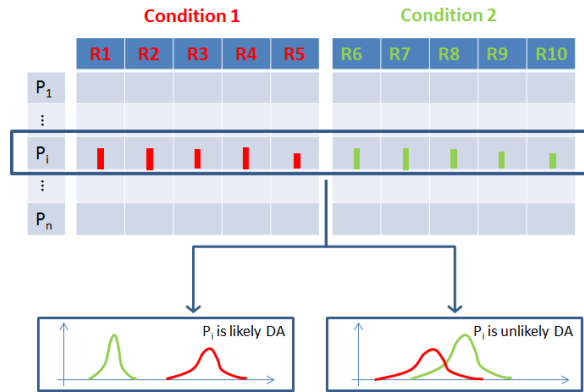 Condition 1 Condition 2
R1 R2 R3 R4 R5 R6 R7 R8 R9 R10
P1
...
Pi
...
Pn
Pi is likely DA Pi is unlikely DA